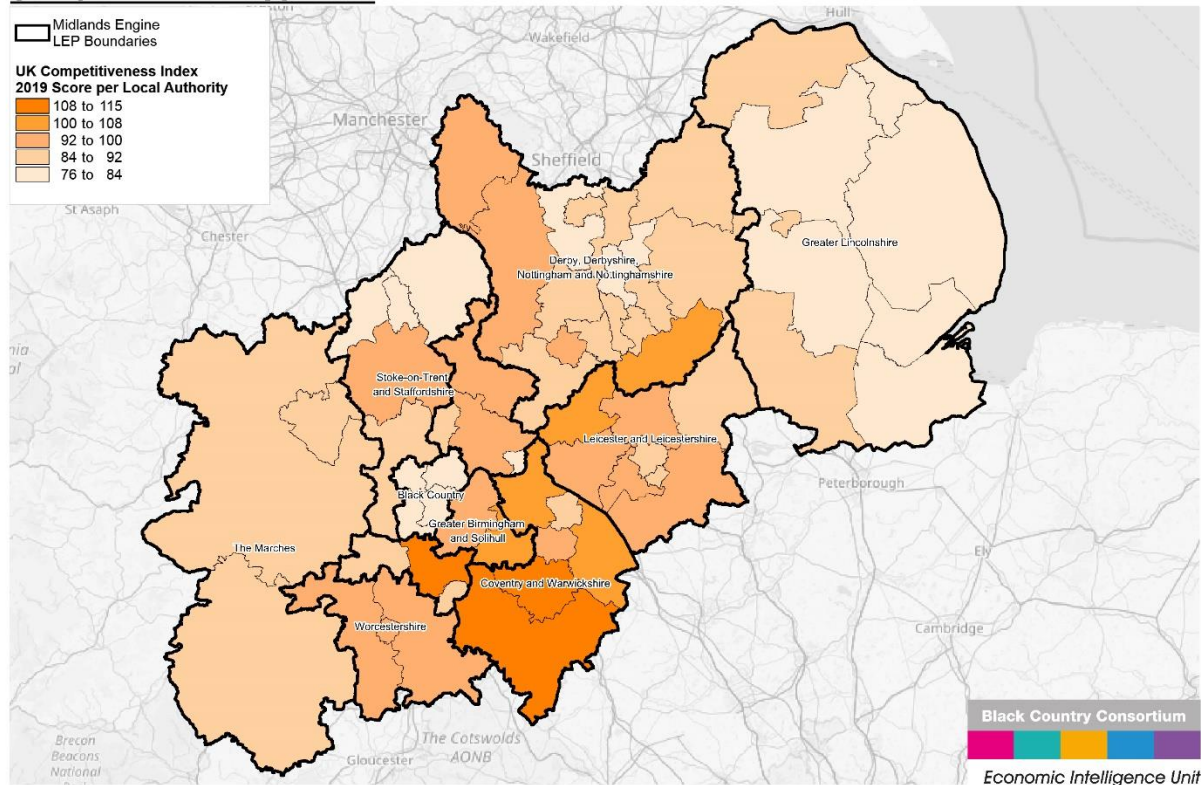 Midlands Engine
LEP Boundaries
UK Competitiveness Index
2019 Score per Local Authority
108 to 115
100 to 108
92 to 100
84 to 92
76 to 84
Hull
Wakefield
Manchester
Sheffield
St Asaph
Chester
Greater Lincolnshire
Derby, Derbyshire,
Nottingham and Nottinghamshire
Stoke-on-Trent
and Staffordshire
Leicester and Leicestershire
Peterborough
Black Country
Greater Birmingham
and Solihull
Ely
The Marches
Coventry and Warwickshire
Worcestershire
Cambridge
Black Country Consortium
Brecon
Beacons
National
The Cotswolds
AONB
Gloucester
Economic Intelligence Unit